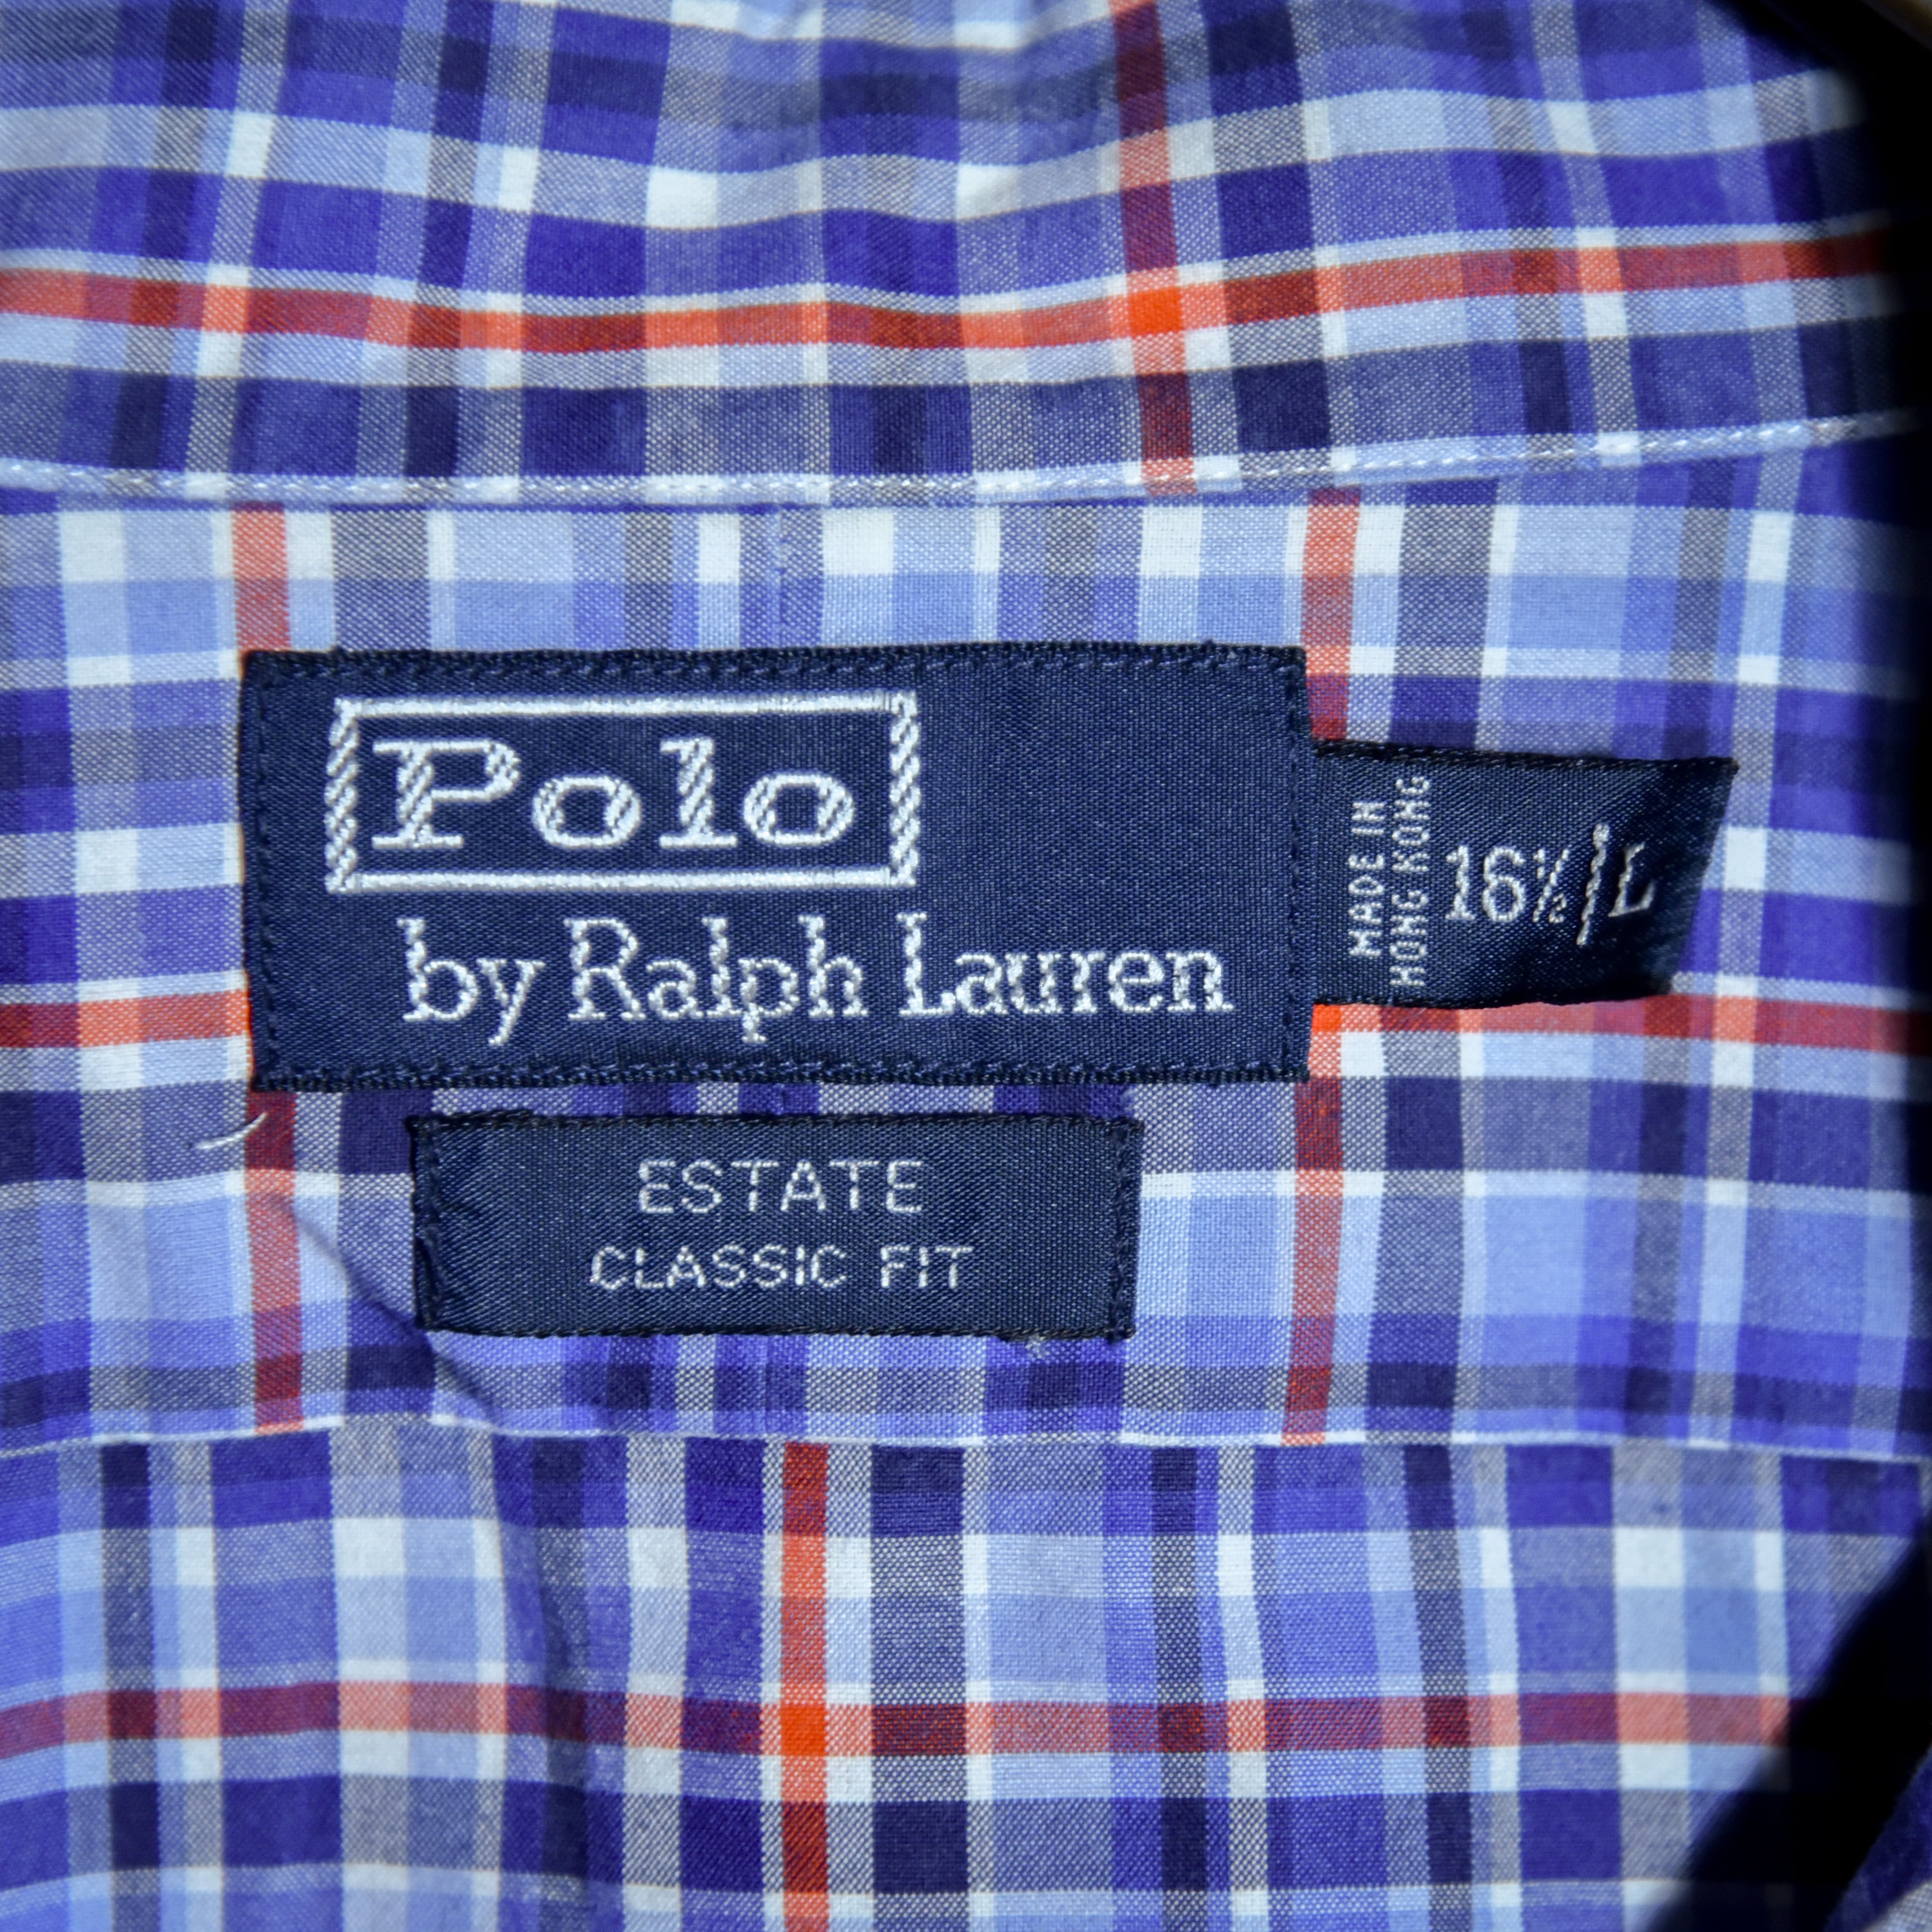 Polo
by Ralph Lauren
MADE IN
HONG KONG
16½/L
ESTATE
CLASSIC FIT